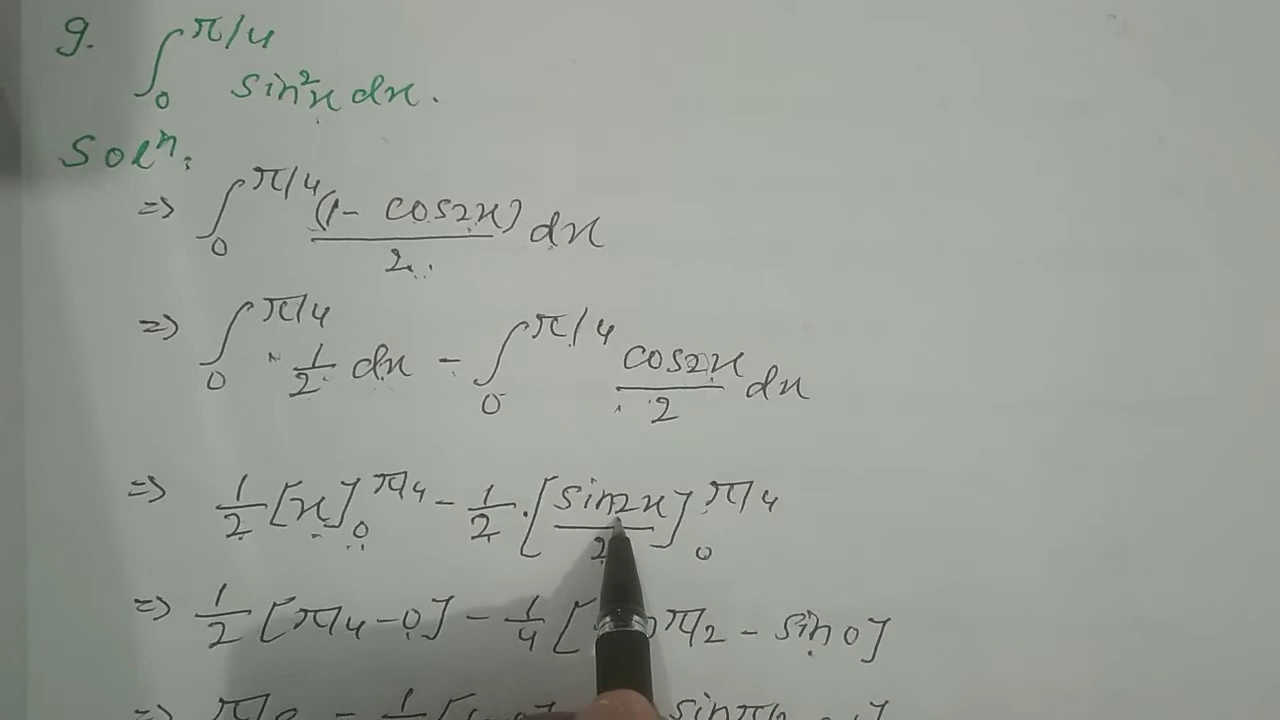 9. ∫₀^π/4 sin²x dx.
Solⁿ:
=> ∫₀^π/4 (1 - cos2x)/2 dx
=> ∫₀^π/4 1/2 dx - ∫₀^π/4 cos2x/2 dx
=> 1/2 [x]₀^π/4 - 1/2 · [sin2x/2]₀^π/4
=> 1/2 [π/4 - 0] - 1/4 [ π/2 - sin 0]
=>